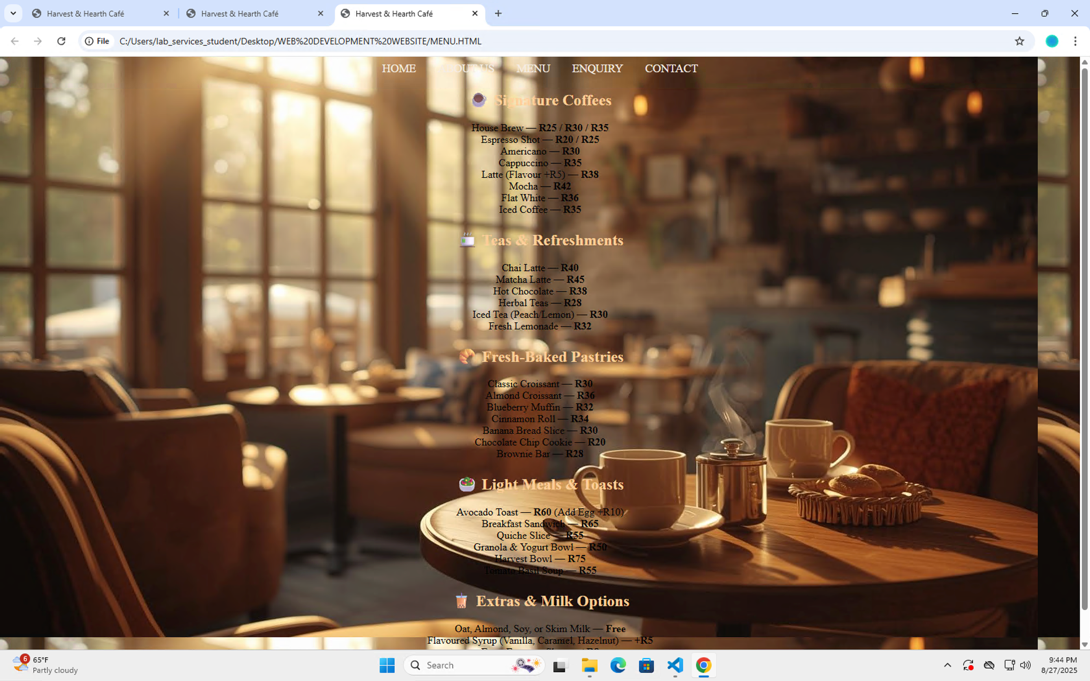 Harvest & Hearth Café
Harvest & Hearth Café
Harvest & Hearth Café
File
C:/Users/lab_services_student/Desktop/WEB%20DEVELOPMENT%20WEBSITE/MENU.HTML
HOME
US
MENU
ENQUIRY
CONTACT
Signature Coffees
House Brew — R25 / R30 / R35
Espresso Shot — R20 / R25
Americano — R30
Cappuccino — R35
Latte (Flavour +R5) — R38
Mocha — R42
Flat White — R36
Iced Coffee — R35
Teas & Refreshments
Chai Latte — R40
Matcha Latte — R45
Hot Chocolate — R38
Herbal Teas — R28
Iced Tea (Peach/Lemon) — R30
Fresh Lemonade — R32
Fresh-Baked Pastries
Classic Croissant — R30
Almond Croissant — R36
Blueberry Muffin — R32
Cinnamon Roll — R34
Banana Bread Slice — R30
Chocolate Chip Cookie — R20
Brownie Bar — R28
Light Meals & Toasts
Avocado Toast — R60 (Add Egg +R10)
Breakfast Sandwich — R65
Quiche Slice — R55
Granola & Yogurt Bowl — R50
Harvest Bowl — R75
Soup — R55
Extras & Milk Options
Oat, Almond, Soy, or Skim Milk — Free
Flavoured Syrup (Vanilla, Caramel, Hazelnut) — +R5
6
65°F
Partly cloudy
Search
9:44 PM
8/27/2025